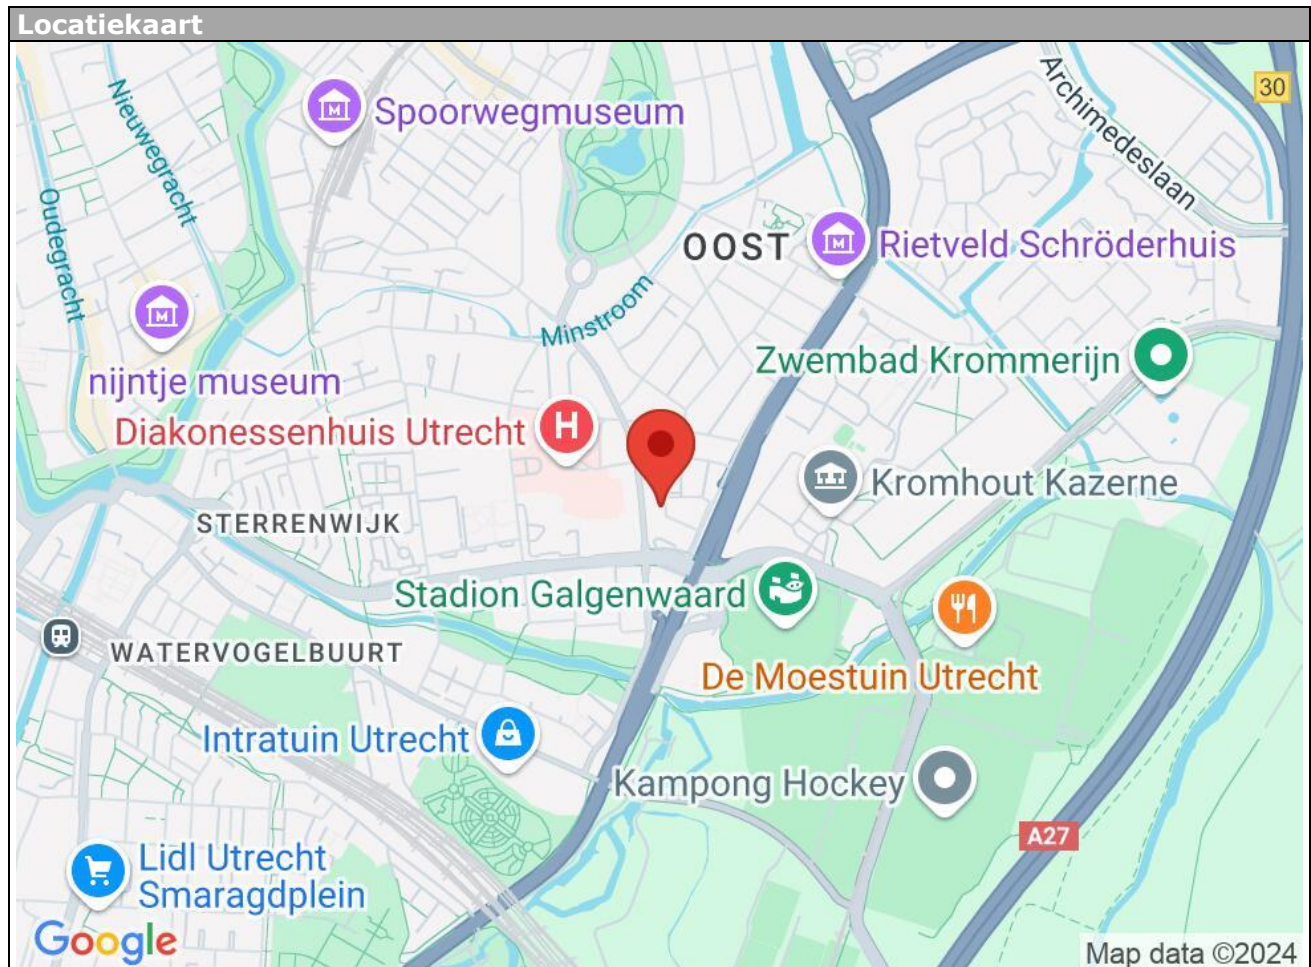 Locatiekaart
Spoorwegmuseum
Nieuwegracht
Oudegracht
30
Archimedeslaan
OOST
Rietveld Schröderhuis
Minstroom
nijntje museum
Zwembad Krommerijn
Diakonessenhuis Utrecht
H
Kromhout Kazerne
STERRENWIJK
Stadion Galgenwaard
WATERVOGELBUURT
De Moestuin Utrecht
Intratuin Utrecht
Kampong Hockey
A27
Lidl Utrecht
Smaragdplein
Google
Map data ©2024